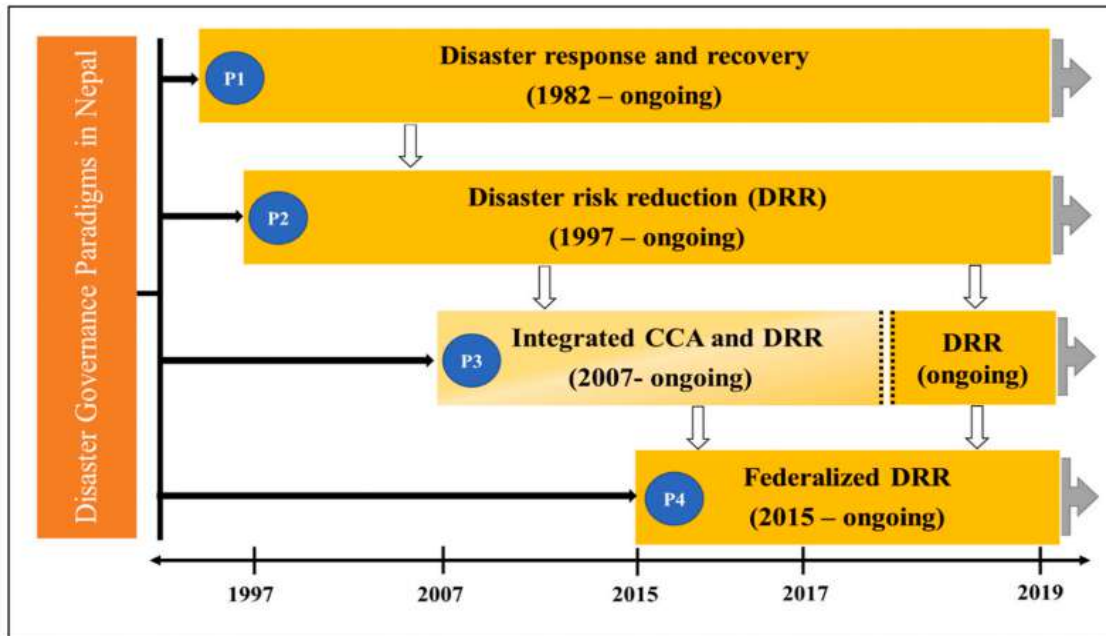 Disaster Governance Paradigms in Nepal
P1
Disaster response and recovery
(1982 – ongoing)
P2
Disaster risk reduction (DRR)
(1997 – ongoing)
P3
Integrated CCA and DRR
(2007- ongoing)
DRR
(ongoing)
P4
Federalized DRR
(2015 – ongoing)
1997
2007
2015
2017
2019